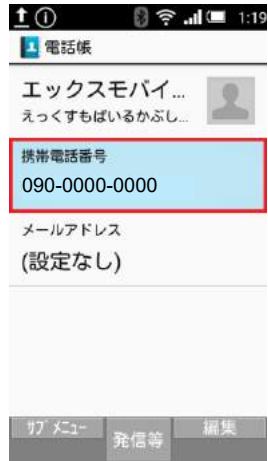 1:19
電話帳
エックスモバイ...
えっくすもばいるかぶし...
携帯電話番号
090-0000-0000
メールアドレス
(設定なし)
ｻﾌﾞﾒﾆｭｰ 発信等 編集